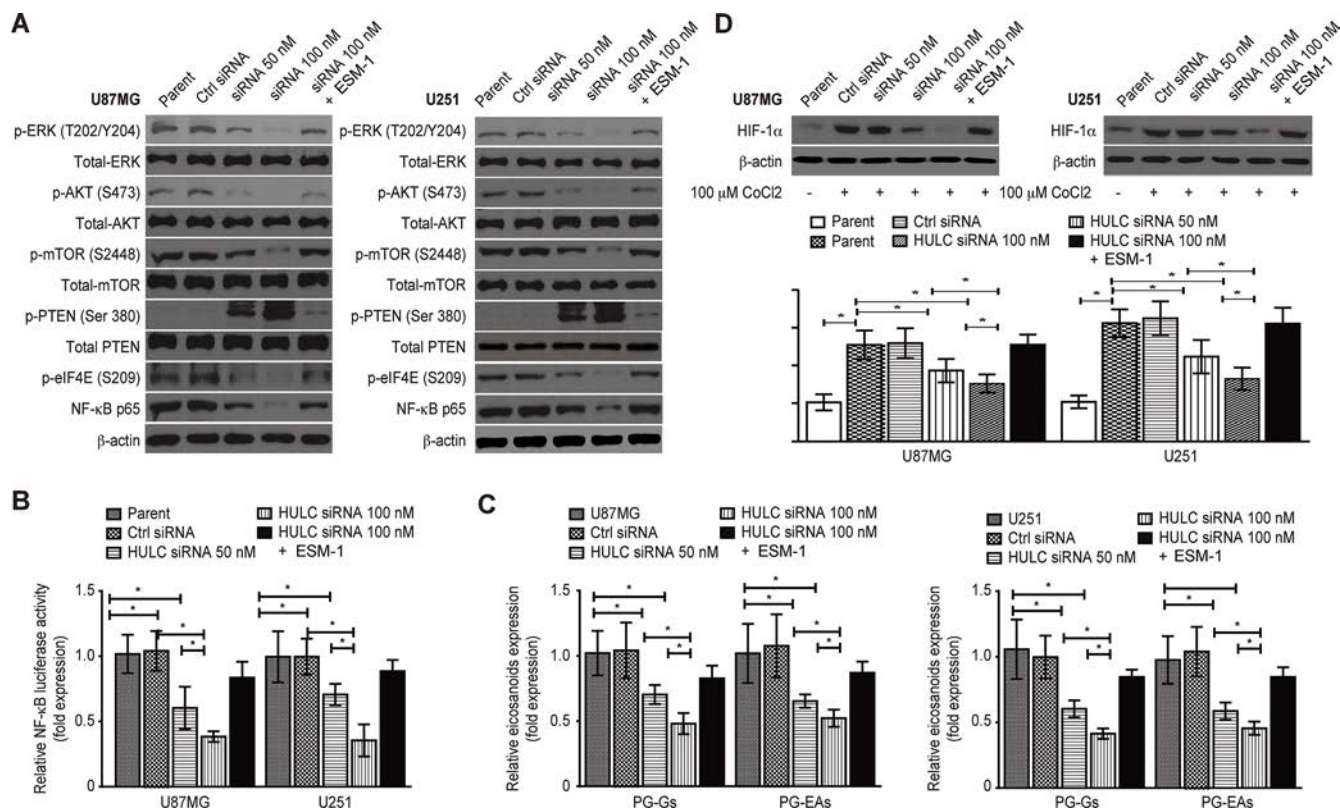 A
U87MG
Parent
Ctrl siRNA
siRNA 50 nM
siRNA 100 nM
siRNA 100 nM
+ ESM-1
p-ERK (T202/Y204)
Total-ERK
p-AKT (S473)
Total-AKT
p-mTOR (S2448)
Total-mTOR
p-PTEN (Ser 380)
Total PTEN
p-eIF4E (S209)
NF-κB p65
β-actin
U251
Parent
Ctrl siRNA
siRNA 50 nM
siRNA 100 nM
siRNA 100 nM
+ ESM-1
p-ERK (T202/Y204)
Total-ERK
p-AKT (S473)
Total-AKT
p-mTOR (S2448)
Total-mTOR
p-PTEN (Ser 380)
Total PTEN
p-eIF4E (S209)
NF-κB p65
β-actin
D
U87MG
Parent
Ctrl siRNA
siRNA 50 nM
siRNA 100 nM
siRNA 100 nM
+ ESM-1
HIF-1α
β-actin
100 μM CoCl2 - + + + + +
U251
Parent
Ctrl siRNA
siRNA 50 nM
siRNA 100 nM
siRNA 100 nM
+ ESM-1
HIF-1α
β-actin
100 μM CoCl2 - + + + + +
Parent Ctrl siRNA HULC siRNA 50 nM
Parent HULC siRNA 100 nM HULC siRNA 100 nM
+ ESM-1
* * * * *
* * * * *
U87MG U251
B
Parent HULC siRNA 100 nM
Ctrl siRNA HULC siRNA 100 nM
HULC siRNA 50 nM + ESM-1
Relative NF-κB luciferase activity
(fold expression)
1.5
1.0
0.5
0
* * * *
* * * *
U87MG U251
C
U87MG HULC siRNA 100 nM
Ctrl siRNA HULC siRNA 100 nM
HULC siRNA 50 nM + ESM-1
Relative eicosanoids expression
(fold expression)
1.5
1.0
0.5
0
* * * *
* * * *
PG-Gs PG-EAs
U251 HULC siRNA 100 nM
Ctrl siRNA HULC siRNA 100 nM
HULC siRNA 50 nM + ESM-1
Relative eicosanoids expression
(fold expression)
1.5
1.0
0.5
0
* * * *
* * * *
PG-Gs PG-EAs